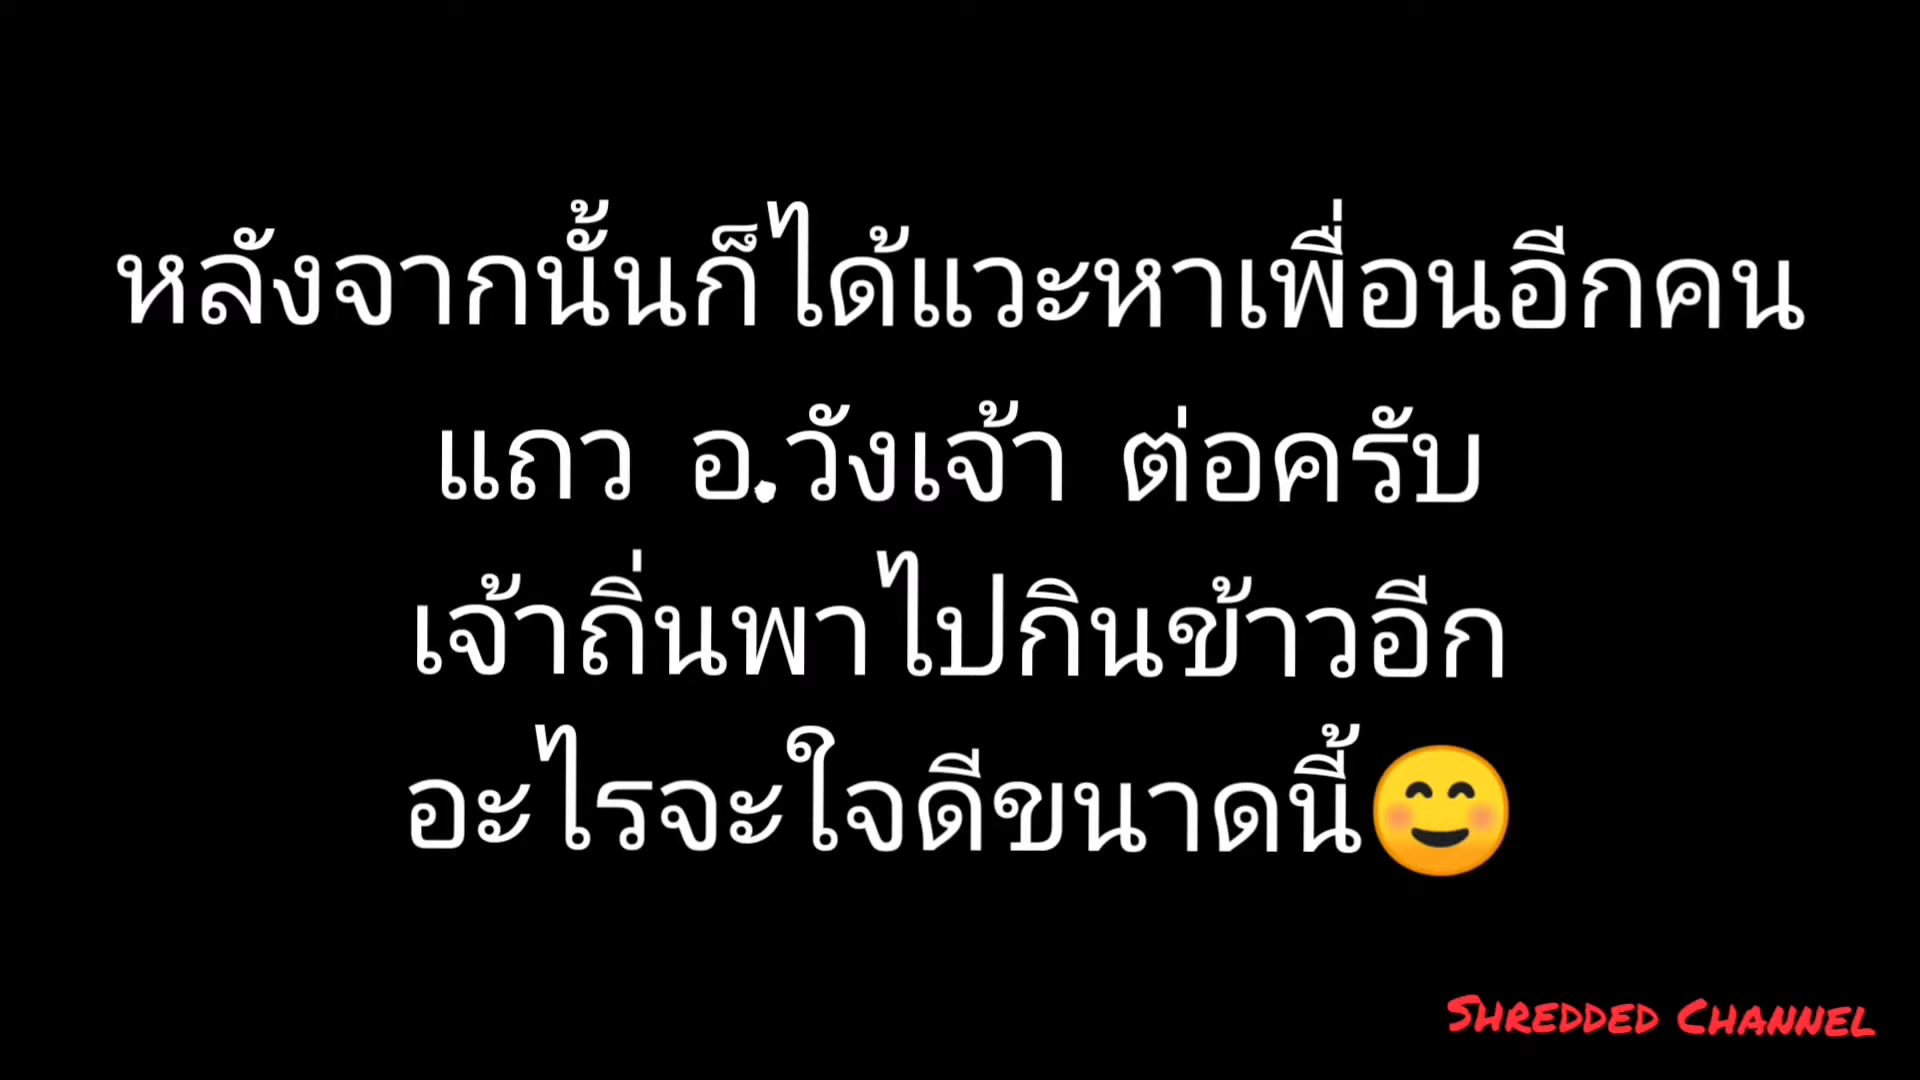 หลังจากนั้นก็ได้แวะหาเพื่อนอีกคน
แถว อ.วังเจ้า ต่อครับ
เจ้าถิ่นพาไปกินข้าวอีก
อะไรจะใจดีขนาดนี้😊
Shredded Channel